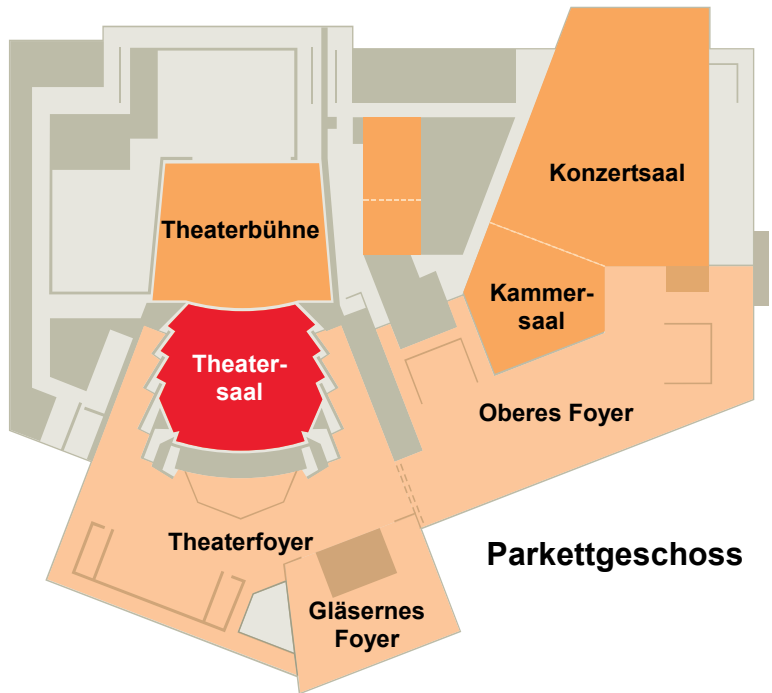 Konzertsaal
Theaterbühne
Kammer-
saal
Theater-
saal
Oberes Foyer
Theaterfoyer
Parkettgeschoss
Gläsernes
Foyer